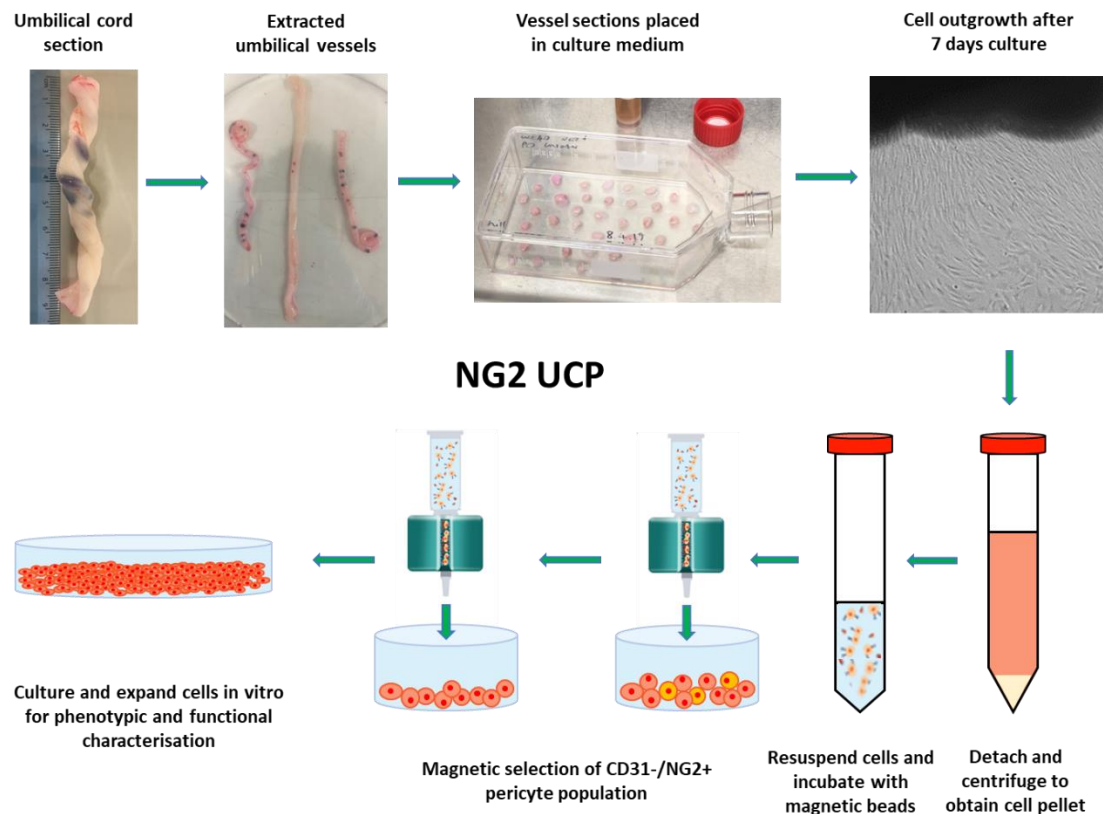 Umbilical cord
section
Extracted
umbilical vessels
Vessel sections placed
in culture medium
Cell outgrowth after
7 days culture
NG2 UCP
Culture and expand cells in vitro
for phenotypic and functional
characterisation
Magnetic selection of CD31-/NG2+
pericyte population
Resuspend cells and
incubate with
magnetic beads
Detach and
centrifuge to
obtain cell pellet